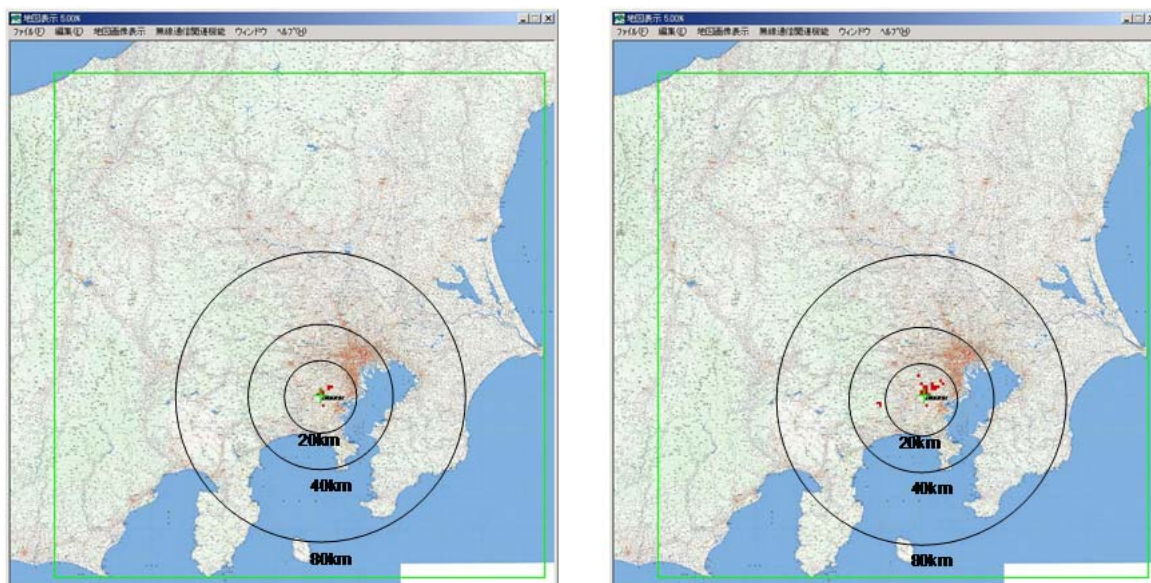 地図表示 5.00%
ファイル(F) 編集(E) 地図画像表示 無線通信関連機能 ウィンドウ ヘルプ(H)
20km
40km
80km
地図表示 5.00%
ファイル(F) 編集(E) 地図画像表示 無線通信関連機能 ウィンドウ ヘルプ(H)
20km
40km
80km